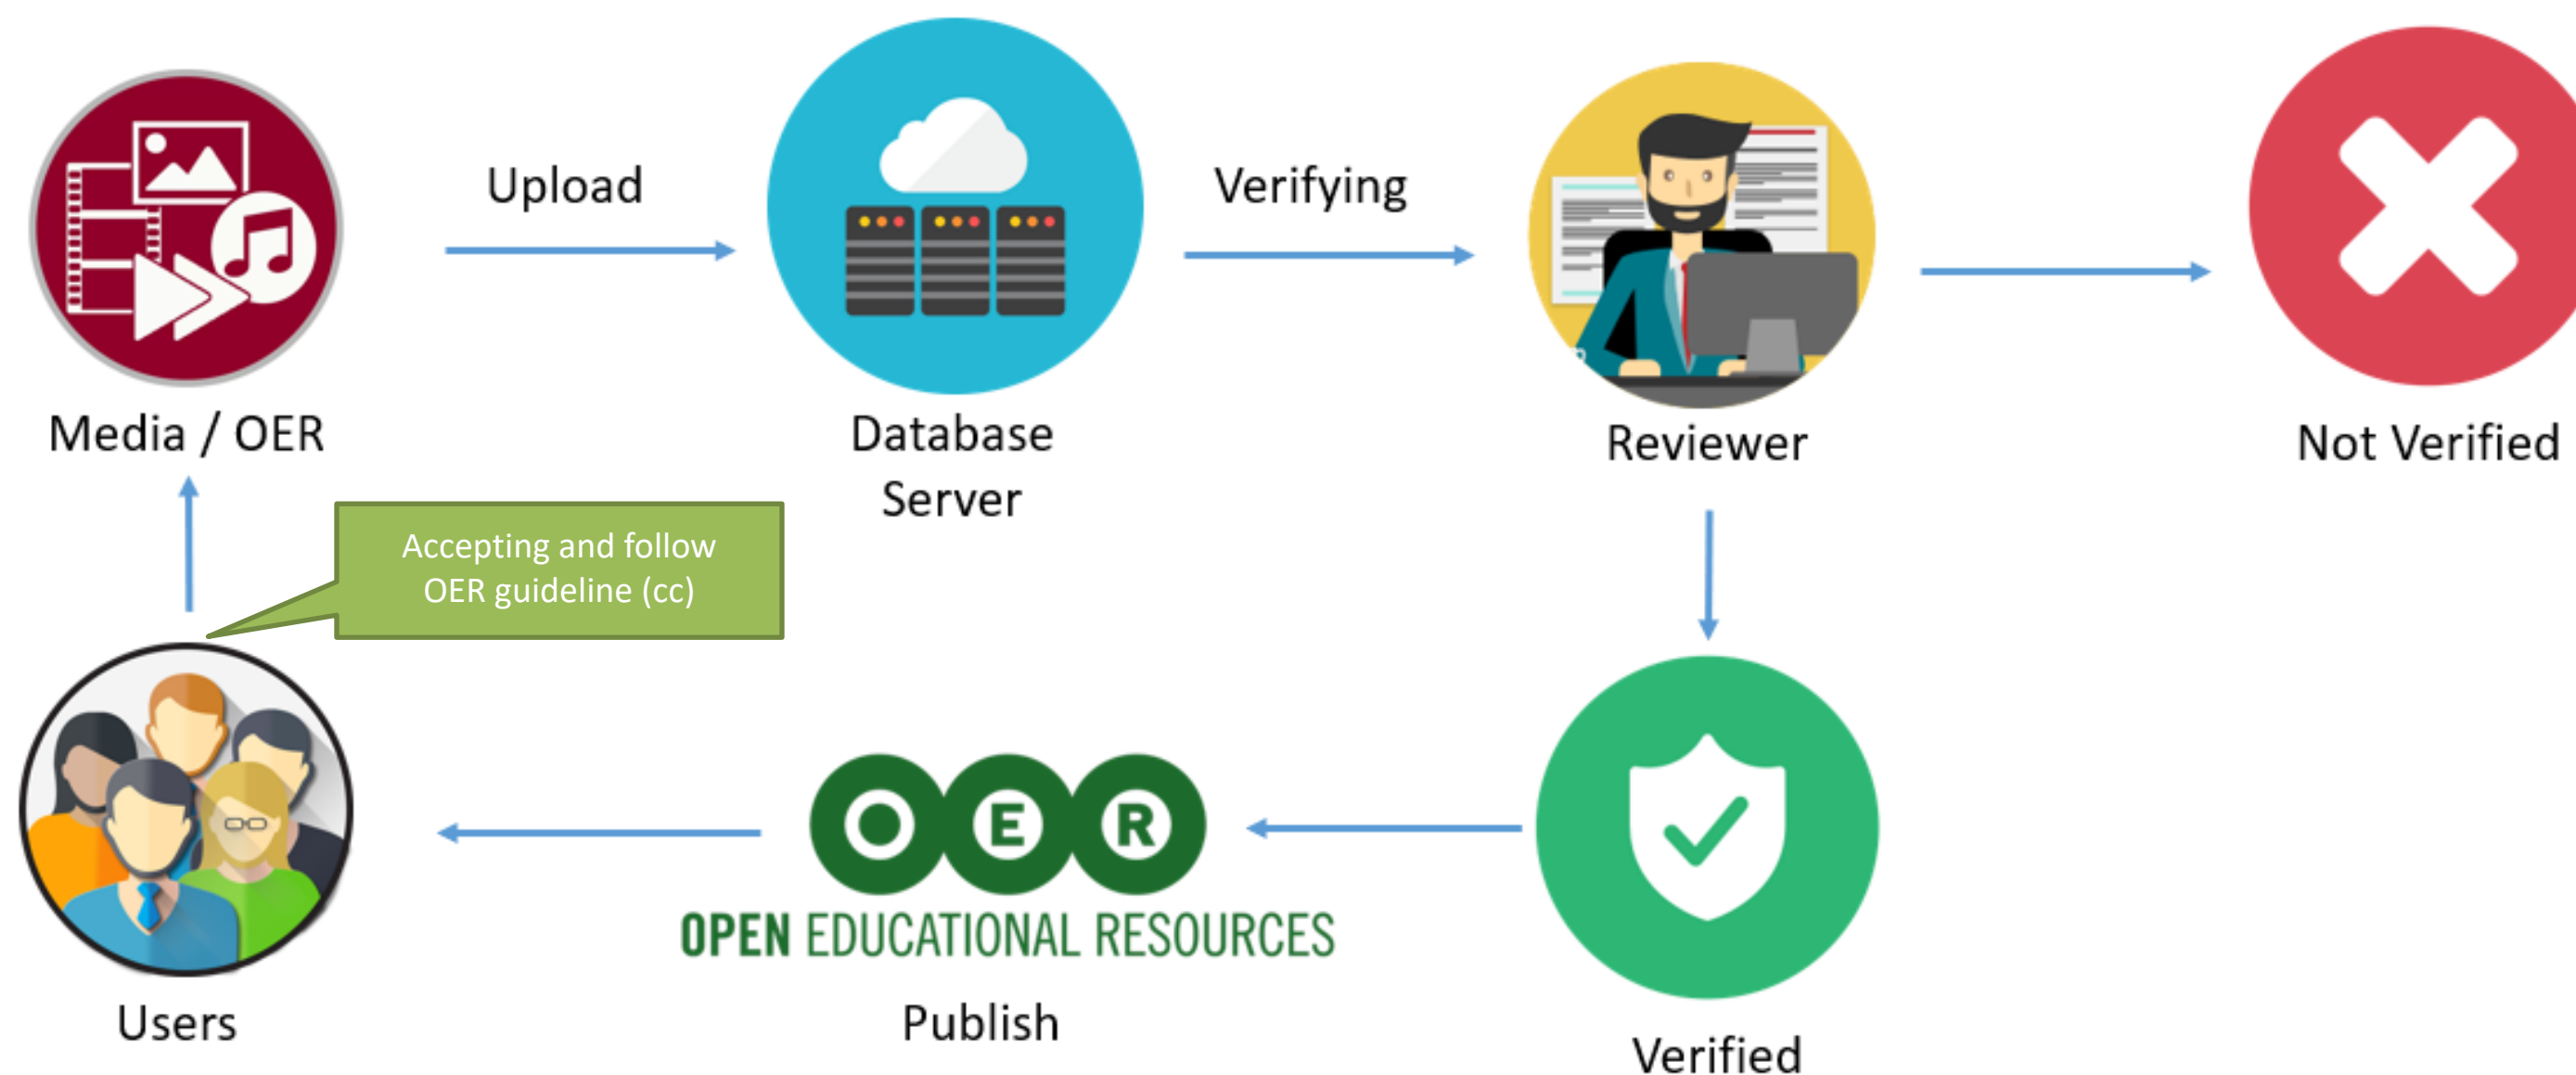 Upload
Verifying
Media / OER
Database
Server
Reviewer
Not Verified
Accepting and follow
OER guideline (cc)
OER
OPEN EDUCATIONAL RESOURCES
Users
Publish
Verified